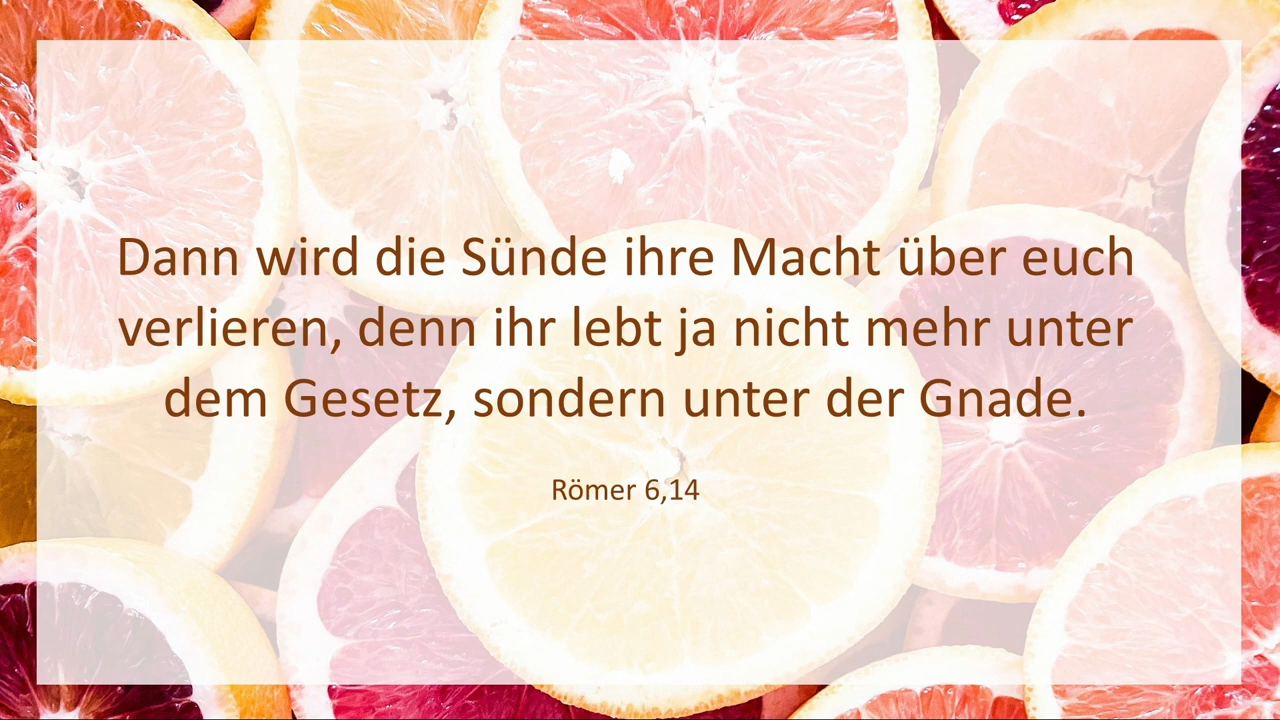 Dann wird die Sünde ihre Macht über euch
verlieren, denn ihr lebt ja nicht mehr unter
dem Gesetz, sondern unter der Gnade.
Römer 6,14